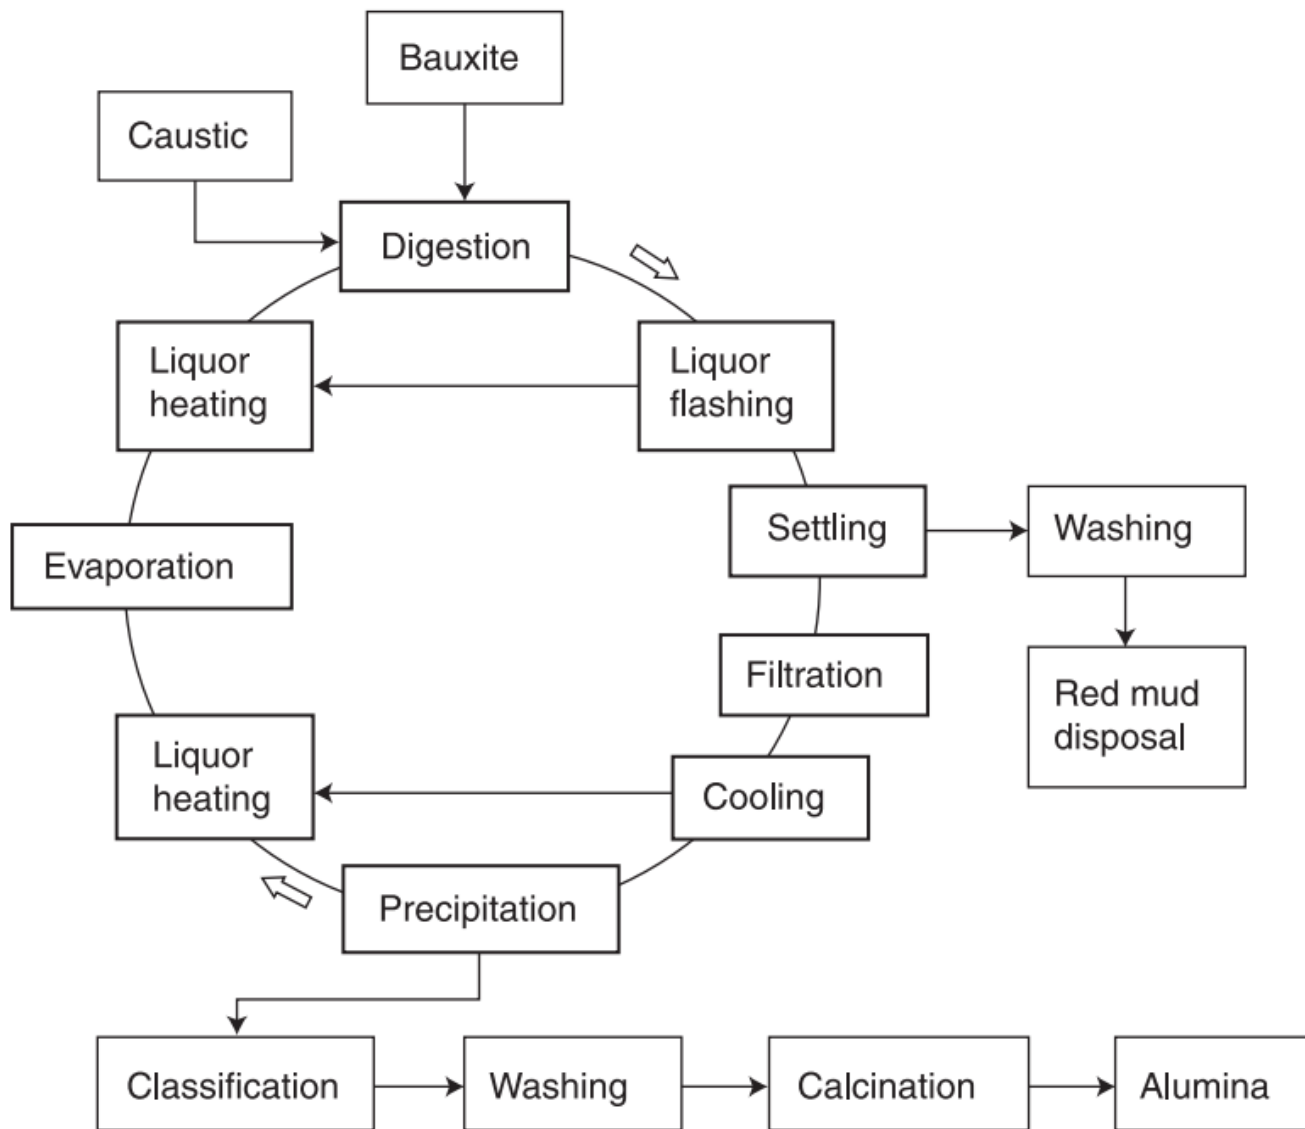 Bauxite
Caustic
Digestion
Liquor
heating
Liquor
flashing
Settling
Washing
Evaporation
Filtration
Red mud
disposal
Liquor
heating
Cooling
Precipitation
Classification
Washing
Calcination
Alumina